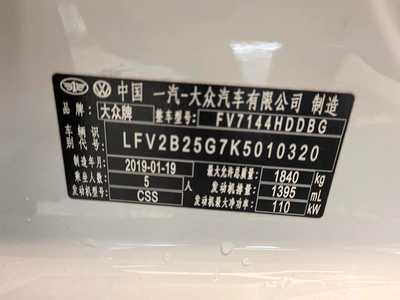 中国 一汽-大众汽车有限公司 制造
品牌: 大众牌 整车型号: FV7144HDDBG
车辆识别代号: LFV2B25G7K5010320
制造年月: 2019-01-19 最大允许总质量: 1840 kg
乘坐人数: 5 人 发动机排量: 1395 mL
发动机型号: CSS 发动机最大净功率: 110 kW